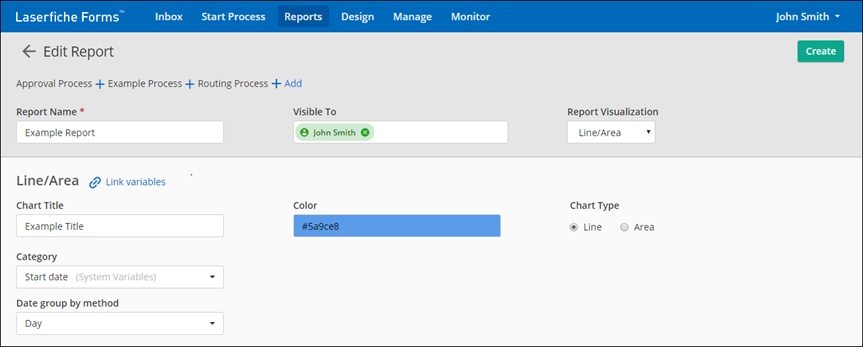 Laserfiche Forms™ Inbox Start Process Reports Design Manage Monitor John Smith
Edit Report Create
Approval Process + Example Process + Routing Process + Add
Report Name * Visible To Report Visualization
Example Report John Smith Line/Area
Line/Area Link variables
Chart Title Color Chart Type
Example Title #5a9ce8 Line Area
Category
Start date (System Variables)
Date group by method
Day